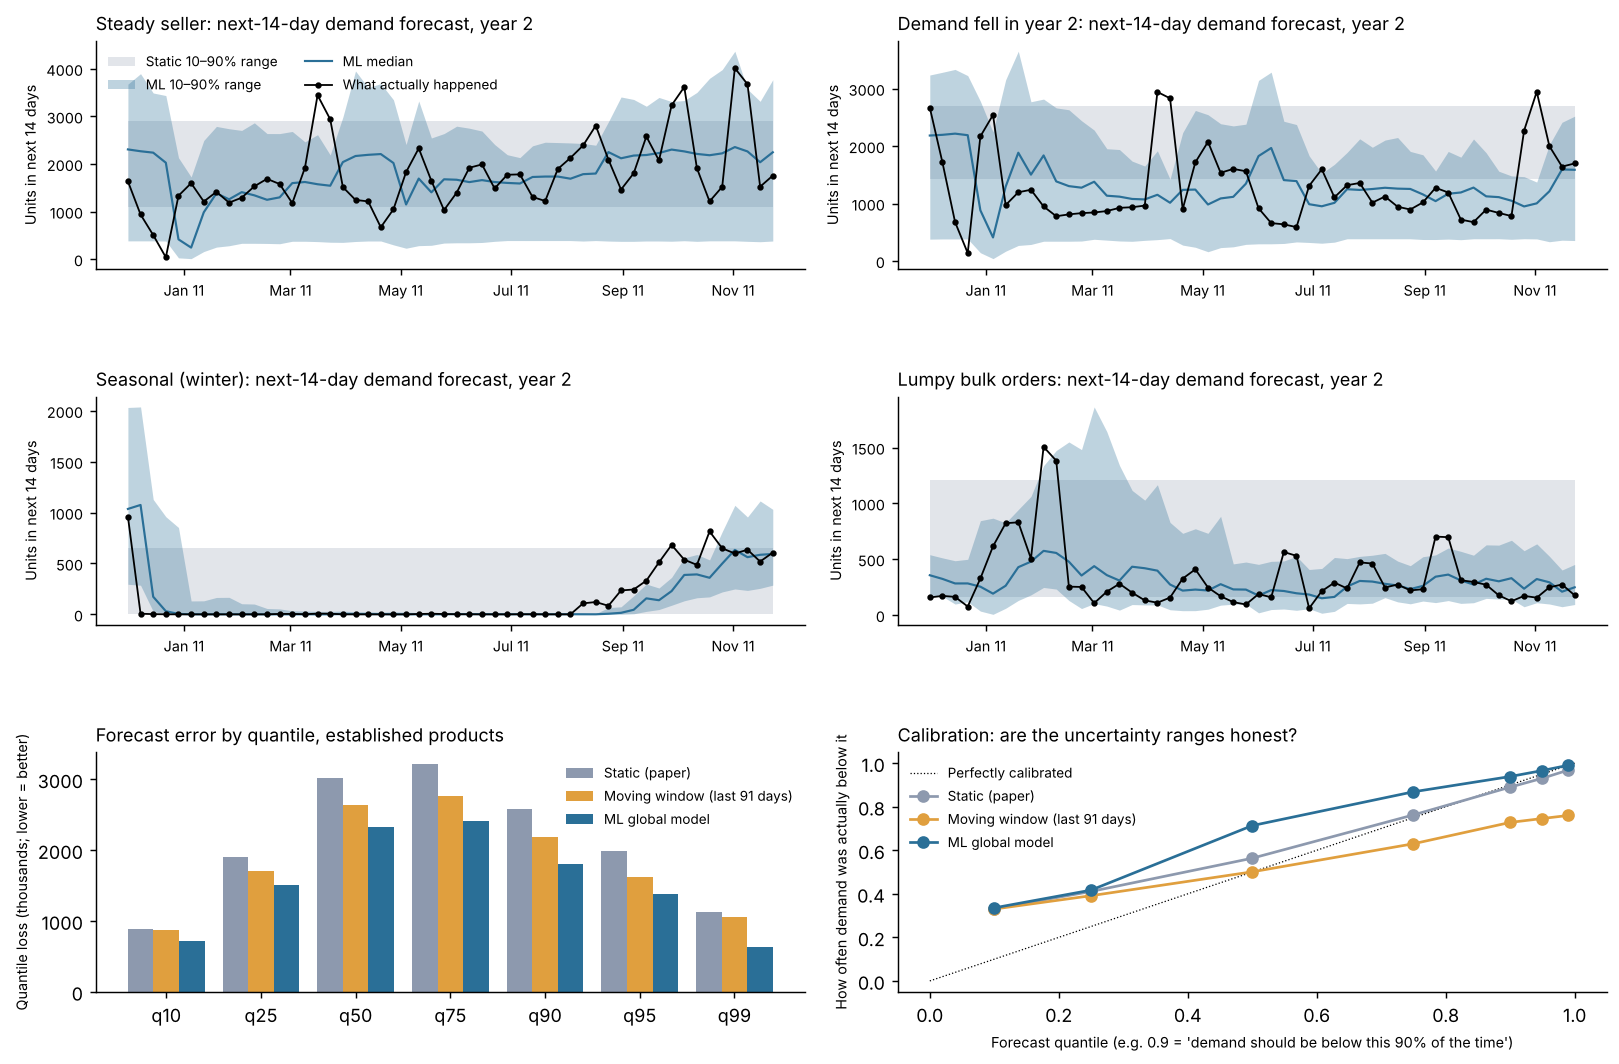 Steady seller: next-14-day demand forecast, year 2
Units in next 14 days
4000
3000
2000
1000
0
Static 10–90% range
ML 10–90% range
ML median
What actually happened
Jan 11
Mar 11
May 11
Jul 11
Sep 11
Nov 11
Demand fell in year 2: next-14-day demand forecast, year 2
Units in next 14 days
3000
2000
1000
0
Jan 11
Mar 11
May 11
Jul 11
Sep 11
Nov 11
Seasonal (winter): next-14-day demand forecast, year 2
Units in next 14 days
2000
1500
1000
500
0
Jan 11
Mar 11
May 11
Jul 11
Sep 11
Nov 11
Lumpy bulk orders: next-14-day demand forecast, year 2
Units in next 14 days
1500
1000
500
0
Jan 11
Mar 11
May 11
Jul 11
Sep 11
Nov 11
Forecast error by quantile, established products
Quantile loss (thousands; lower = better)
3000
2000
1000
0
Static (paper)
Moving window (last 91 days)
ML global model
q10
q25
q50
q75
q90
q95
q99
Calibration: are the uncertainty ranges honest?
How often demand was actually below it
1.0
0.8
0.6
0.4
0.2
0.0
Perfectly calibrated
Static (paper)
Moving window (last 91 days)
ML global model
0.0
0.2
0.4
0.6
0.8
1.0
Forecast quantile (e.g. 0.9 = 'demand should be below this 90% of the time')